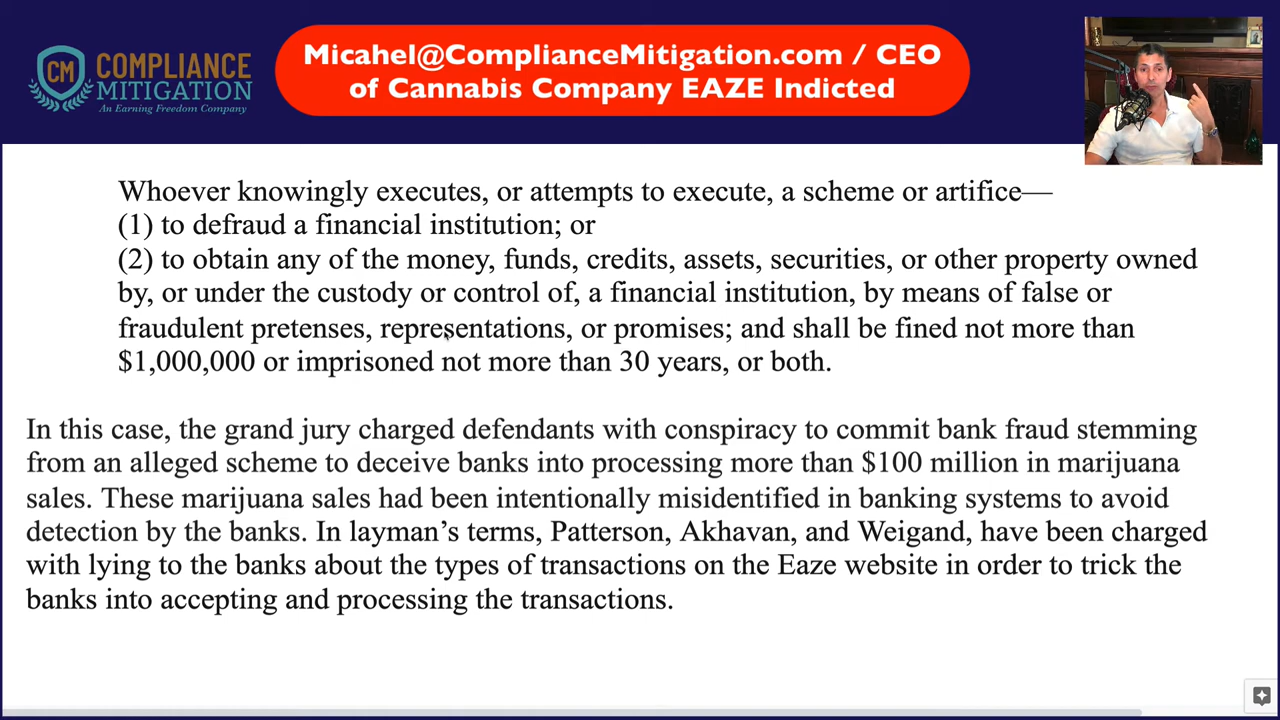 CM
COMPLIANCE
MITIGATION
An Earning Freedom Company
Micahel@ComplianceMitigation.com / CEO
of Cannabis Company EAZE Indicted
Whoever knowingly executes, or attempts to execute, a scheme or artifice—
(1) to defraud a financial institution; or
(2) to obtain any of the money, funds, credits, assets, securities, or other property owned
by, or under the custody or control of, a financial institution, by means of false or
fraudulent pretenses, representations, or promises; and shall be fined not more than
$1,000,000 or imprisoned not more than 30 years, or both.
In this case, the grand jury charged defendants with conspiracy to commit bank fraud stemming
from an alleged scheme to deceive banks into processing more than $100 million in marijuana
sales. These marijuana sales had been intentionally misidentified in banking systems to avoid
detection by the banks. In layman’s terms, Patterson, Akhavan, and Weigand, have been charged
with lying to the banks about the types of transactions on the Eaze website in order to trick the
banks into accepting and processing the transactions.